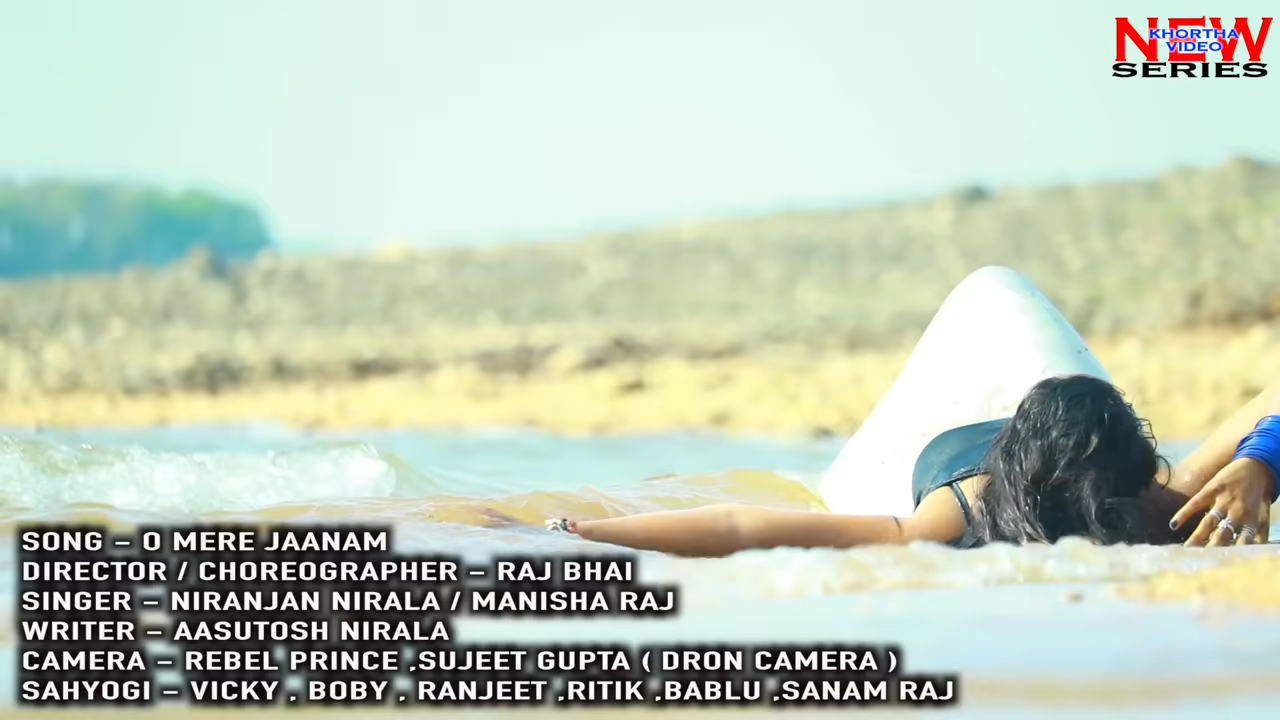 NEW
KHORTHA
VIDEO
SERIES
SONG – O MERE JAANAM
DIRECTOR / CHOREOGRAPHER – RAJ BHAI
SINGER – NIRANJAN NIRALA / MANISHA RAJ
WRITER – AASUTOSH NIRALA
CAMERA – REBEL PRINCE ,SUJEET GUPTA ( DRON CAMERA )
SAHYOGI – VICKY , BOBY , RANJEET ,RITIK ,BABLU ,SANAM RAJ